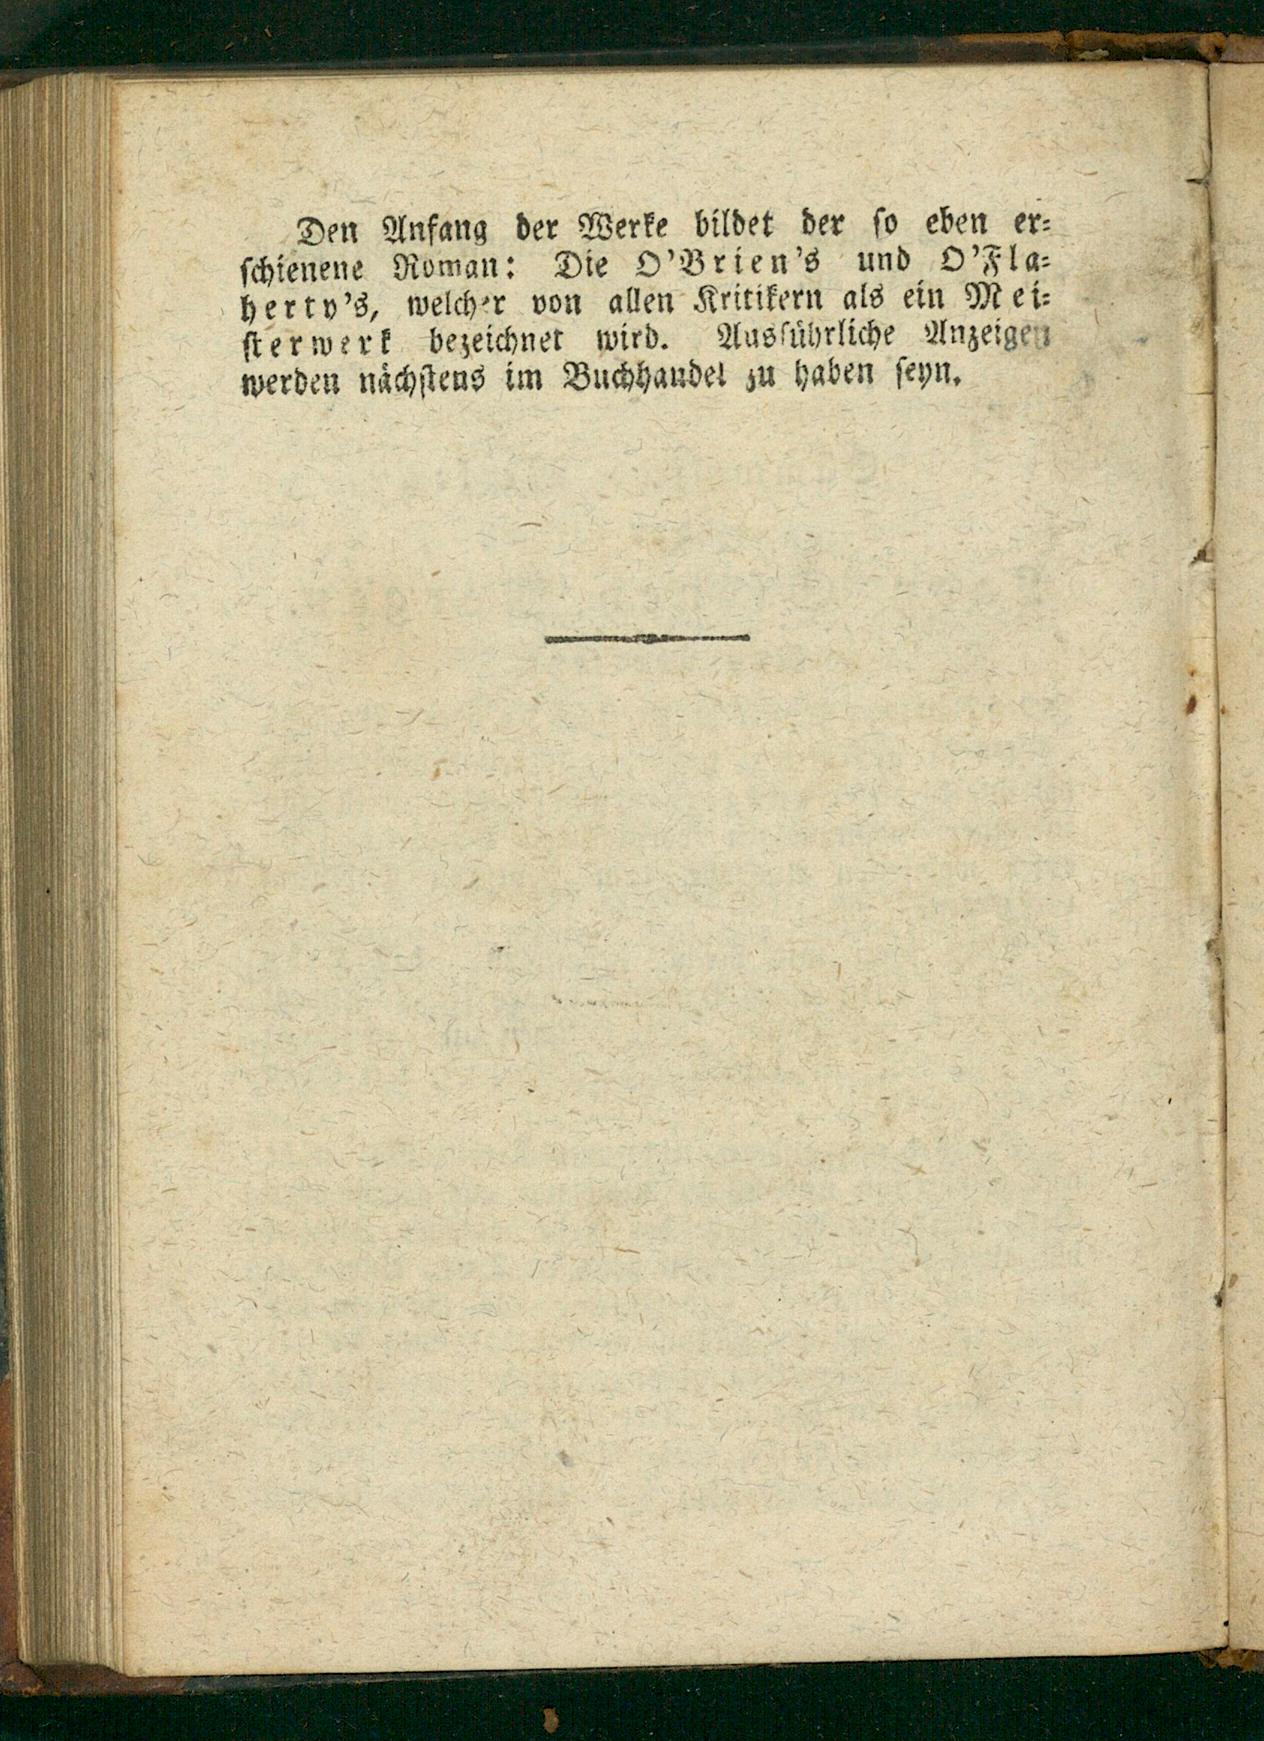 Den Anfang der Werke bildet der ſo eben er⸗
ſchienene Roman: Die O'Brien's und O'Fla⸗
herty's, welcher von allen Kritikern als ein Mei⸗
ſterwerk bezeichnet wird. Ausführliche Anzeigen
werden nächſtens im Buchhandel zu haben ſeyn.